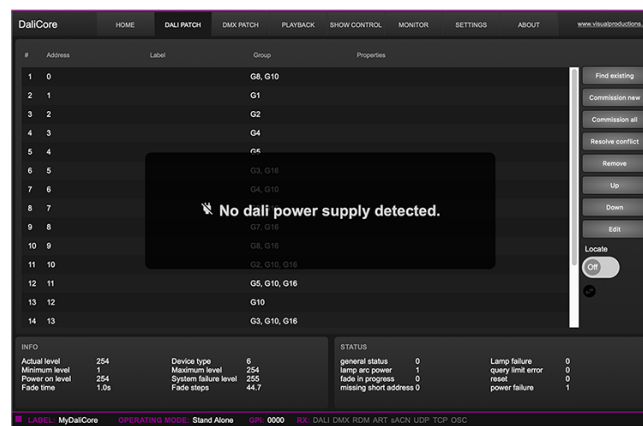 DaliCore HOME DALI PATCH DMX PATCH PLAYBACK SHOW CONTROL MONITOR SETTINGS ABOUT www.visualproductions.
# Address Label Group Properties
1 0 G8, G10
2 1 G1
3 2 G2
4 3 G4
5 4 G5
6 5 G3, G16
7 6 G4, G10
8 7
9 8 G7, G16
10 9 G8, G16
11 10 G2, G10, G16
12 11 G5, G10, G16
13 12 G10
14 13 G3, G10, G16
No dali power supply detected.
Find existing
Commission new
Commission all
Resolve conflict
Remove
Up
Down
Edit
Locate
Off
INFO
Actual level 254 Device type 6
Minimum level 1 Maximum level 254
Power on level 254 System failure level 255
Fade time 1.0s Fade steps 44.7
STATUS
general status 0 Lamp failure 0
lamp arc power 1 query limit error 0
fade in progress 0 reset 0
missing short address 0 power failure 1
LABEL: MyDaliCore OPERATING MODE: Stand Alone GPI: 0000 RX: DALI DMX RDM ART sACN UDP TCP OSC